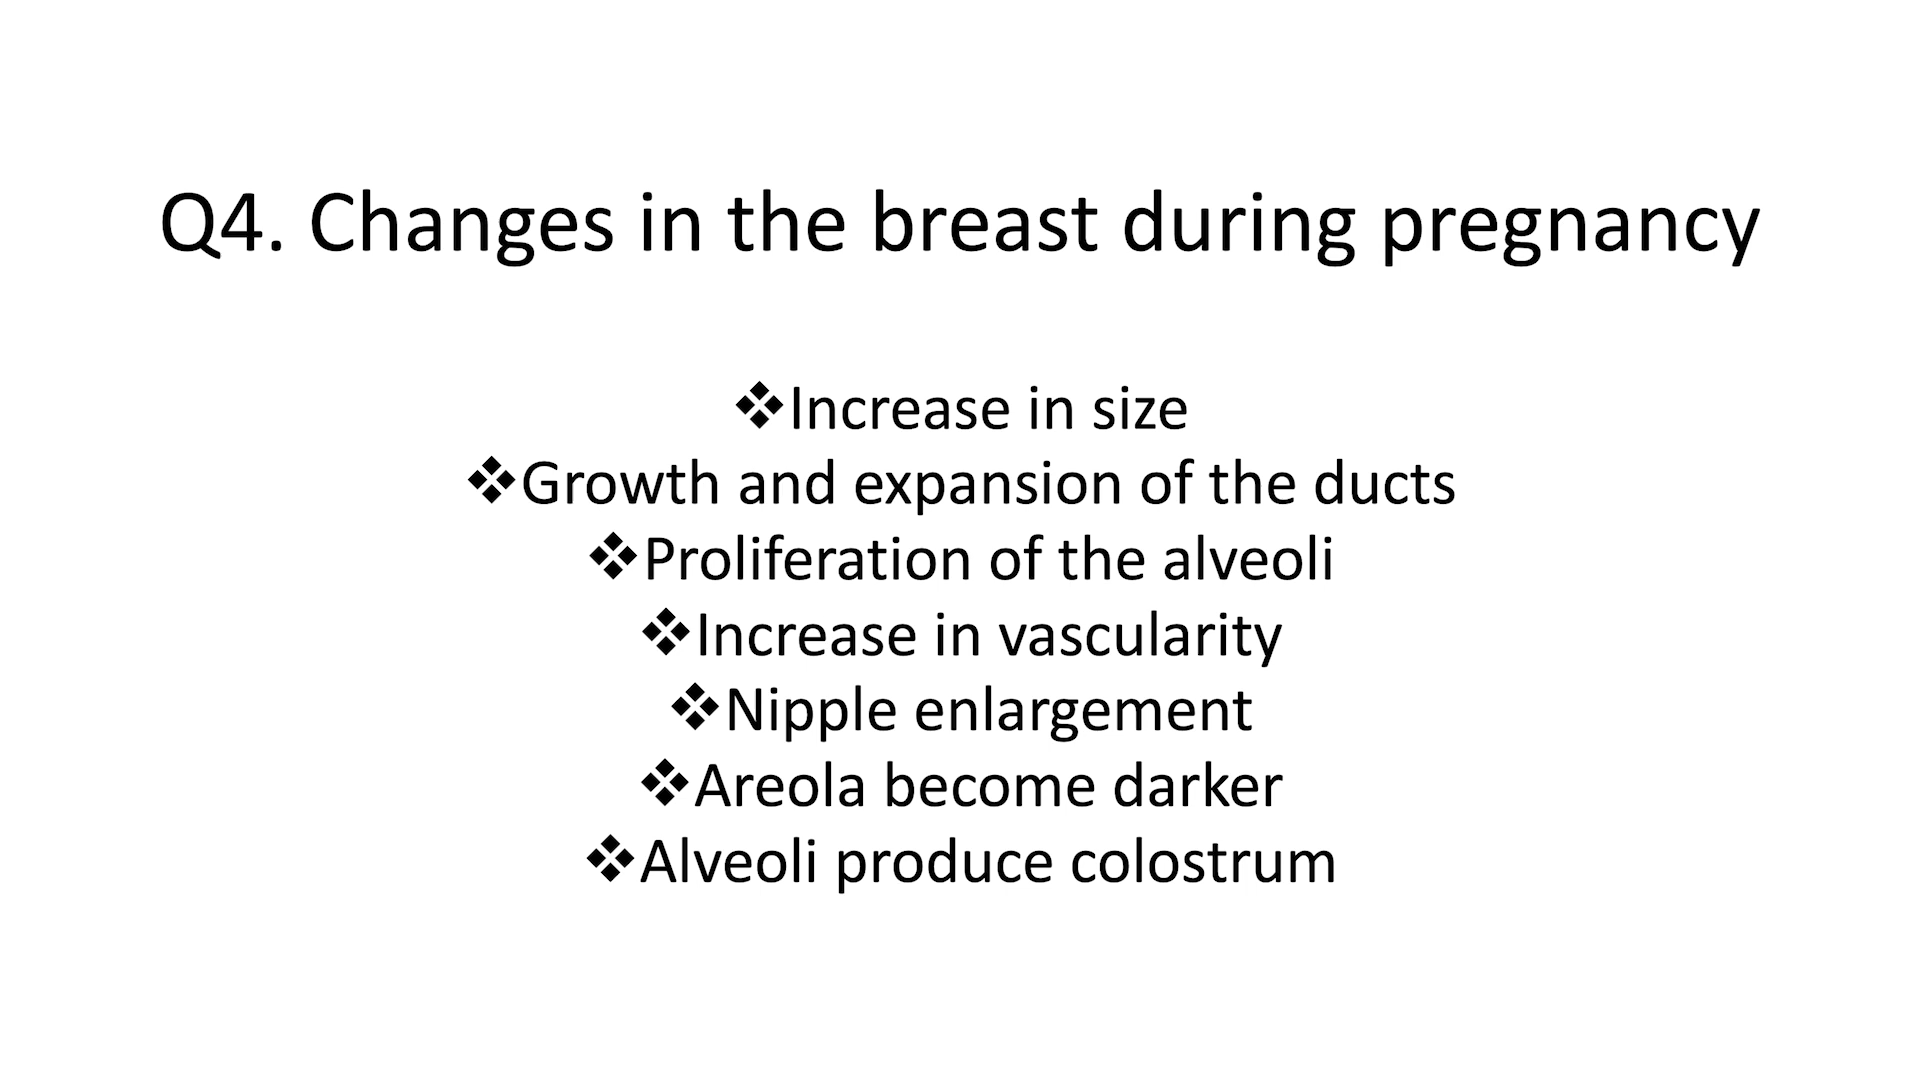 Q4. Changes in the breast during pregnancy
❖Increase in size
❖Growth and expansion of the ducts
❖Proliferation of the alveoli
❖Increase in vascularity
❖Nipple enlargement
❖Areola become darker
❖Alveoli produce colostrum